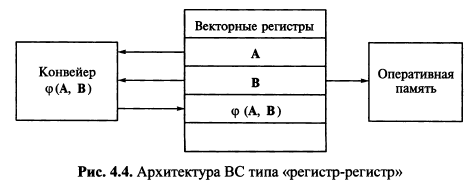 Векторные регистры
A
Конвейер
φ (A, B)
B
Оперативная
память
φ (A, B)
Рис. 4.4. Архитектура ВС типа «регистр-регистр»